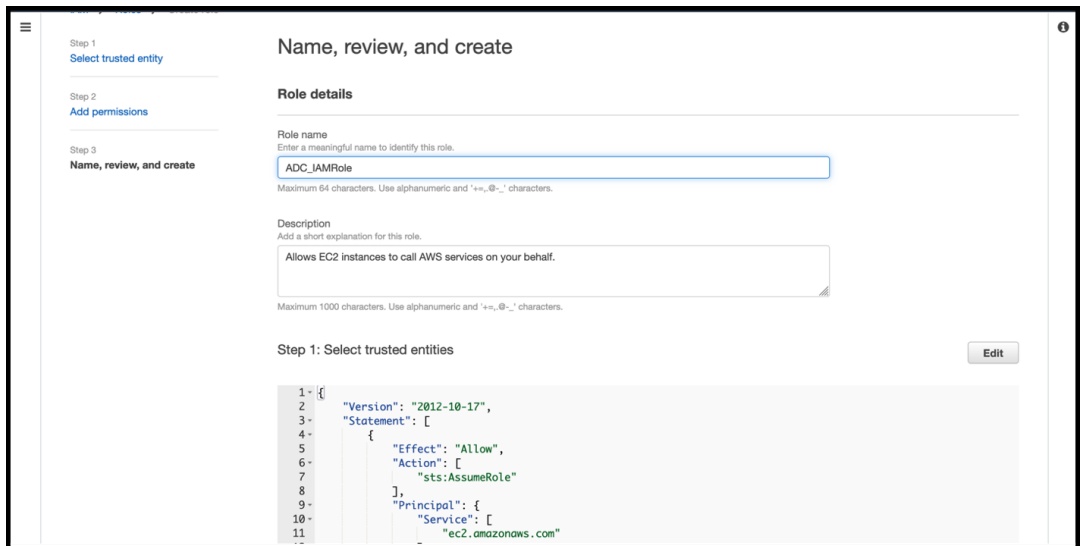 Step 1
Select trusted entity
Step 2
Add permissions
Step 3
Name, review, and create
Name, review, and create
Role details
Role name
Enter a meaningful name to identify this role.
ADC_IAMRole
Maximum 64 characters. Use alphanumeric and '+=,.@-_' characters.
Description
Add a short explanation for this role.
Allows EC2 instances to call AWS services on your behalf.
Maximum 1000 characters. Use alphanumeric and '+=,.@-_' characters.
Step 1: Select trusted entities
Edit
1 {
2 "Version": "2012-10-17",
3 "Statement": [
4 {
5 "Effect": "Allow",
6 "Action": [
7 "sts:AssumeRole"
8 ],
9 "Principal": {
10 "Service": [
11 "ec2.amazonaws.com"